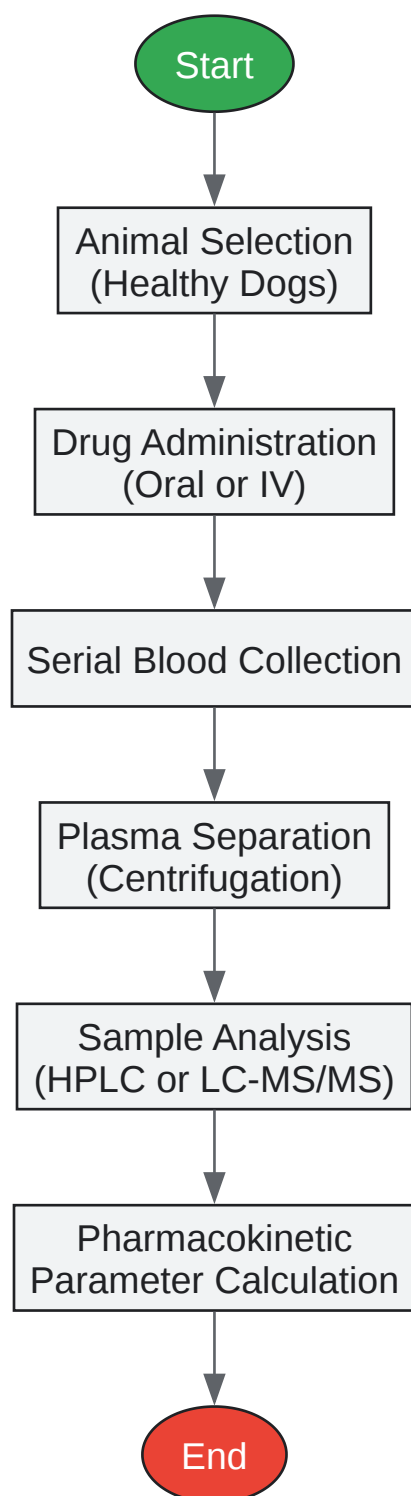 Start
Animal Selection
(Healthy Dogs)
Drug Administration
(Oral or IV)
Serial Blood Collection
Plasma Separation
(Centrifugation)
Sample Analysis
(HPLC or LC-MS/MS)
Pharmacokinetic
Parameter Calculation
End